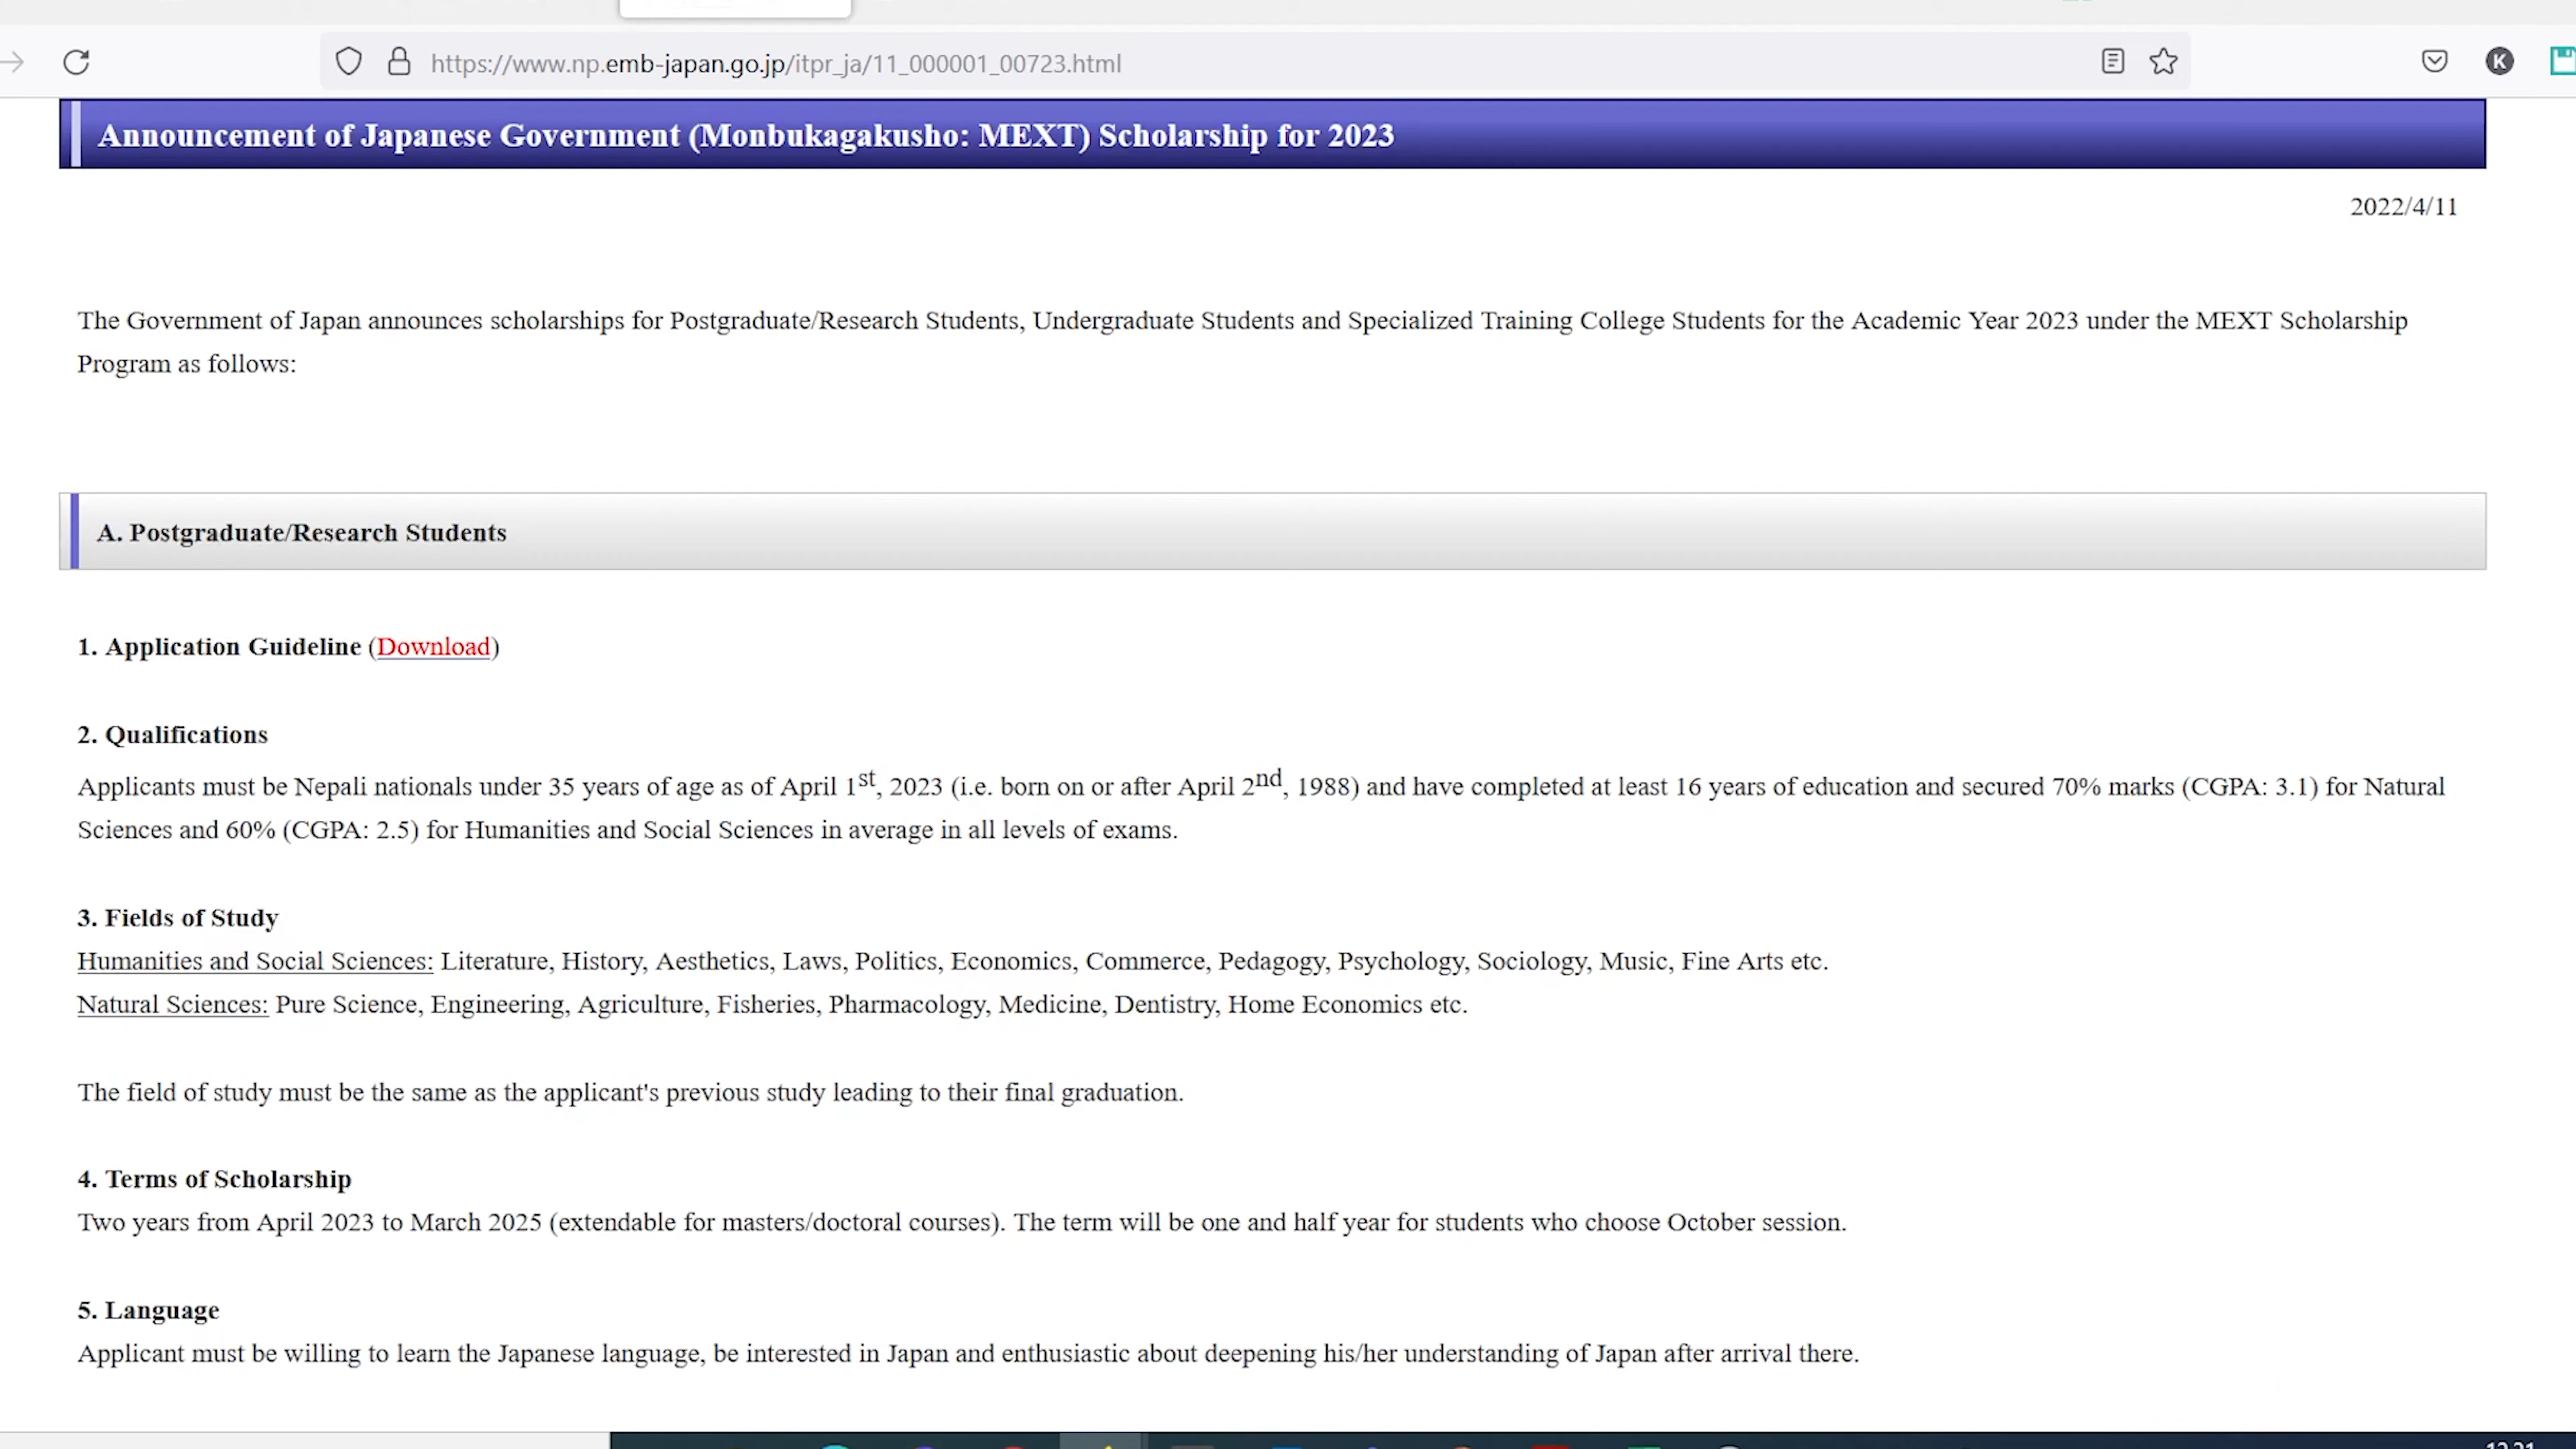 https://www.np.emb-japan.go.jp/itpr_ja/11_000001_00723.html
K
Announcement of Japanese Government (Monbukagakusho: MEXT) Scholarship for 2023
2022/4/11
The Government of Japan announces scholarships for Postgraduate/Research Students, Undergraduate Students and Specialized Training College Students for the Academic Year 2023 under the MEXT Scholarship
Program as follows:
A. Postgraduate/Research Students
1. Application Guideline (Download)
2. Qualifications
Applicants must be Nepali nationals under 35 years of age as of April 1st, 2023 (i.e. born on or after April 2nd, 1988) and have completed at least 16 years of education and secured 70% marks (CGPA: 3.1) for Natural
Sciences and 60% (CGPA: 2.5) for Humanities and Social Sciences in average in all levels of exams.
3. Fields of Study
Humanities and Social Sciences: Literature, History, Aesthetics, Laws, Politics, Economics, Commerce, Pedagogy, Psychology, Sociology, Music, Fine Arts etc.
Natural Sciences: Pure Science, Engineering, Agriculture, Fisheries, Pharmacology, Medicine, Dentistry, Home Economics etc.
The field of study must be the same as the applicant's previous study leading to their final graduation.
4. Terms of Scholarship
Two years from April 2023 to March 2025 (extendable for masters/doctoral courses). The term will be one and half year for students who choose October session.
5. Language
Applicant must be willing to learn the Japanese language, be interested in Japan and enthusiastic about deepening his/her understanding of Japan after arrival there.